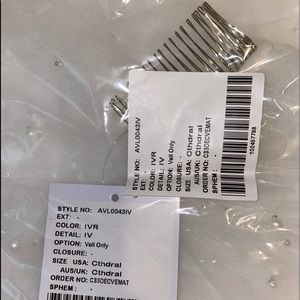 STYLE NO: AVL0043IV
EXT: -
COLOR: IVR
DETAIL: IV
OPTION: Veil Only
CLOSURE: -
SIZE USA: Cthdral
AUS/UK: Cthdral
ORDER NO: C33DECVEMAT
SPHEM : -
10246788
STYLE NO: AVL0043IV
EXT: -
COLOR: IVR
DETAIL: IV
OPTION: Veil Only
CLOSURE: -
SIZE USA: Cthdral
AUS/UK: Cthdral
ORDER NO: C33DECVEMAT
SPHEM : -